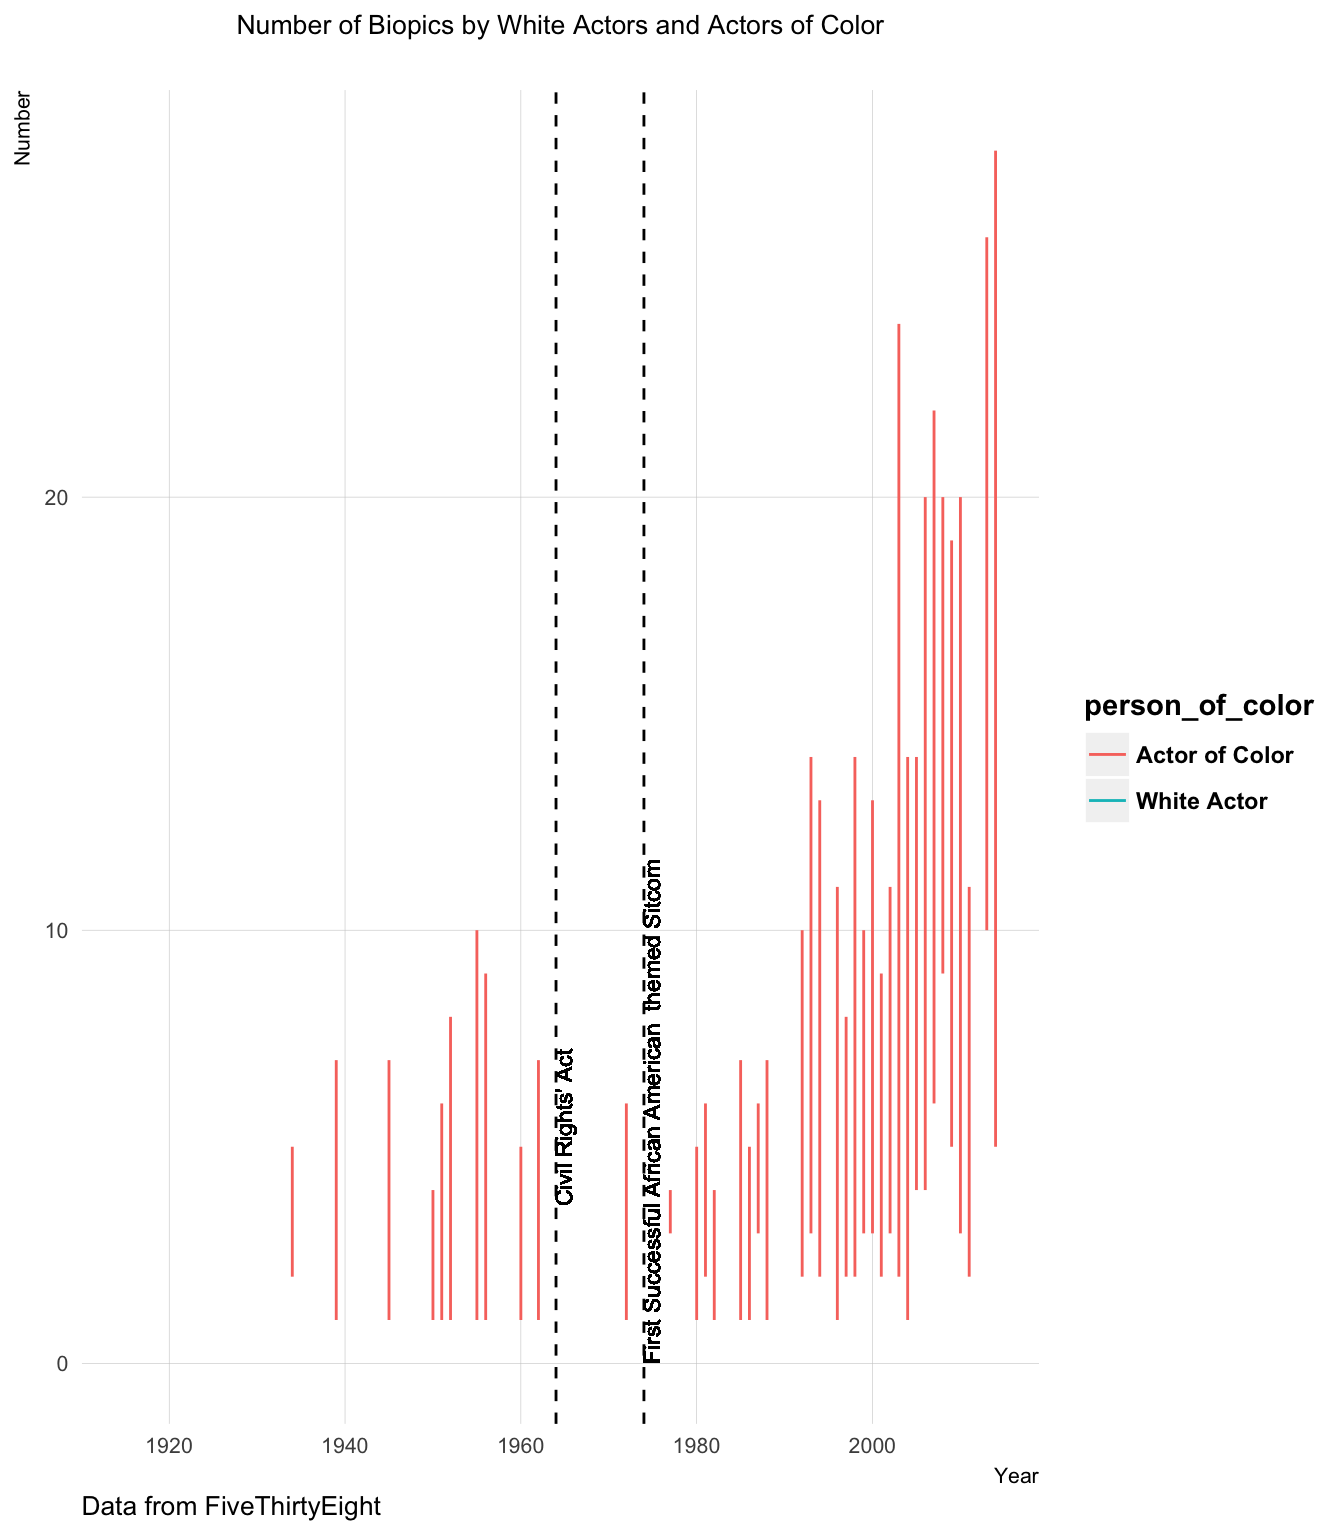 Number of Biopics by White Actors and Actors of Color
Number
20
10
0
Civil Rights' Act
First Successful African American  themed Sitcom
1920 1940 1960 1980 2000
Year
person_of_color
Actor of Color
White Actor
Data from FiveThirtyEight